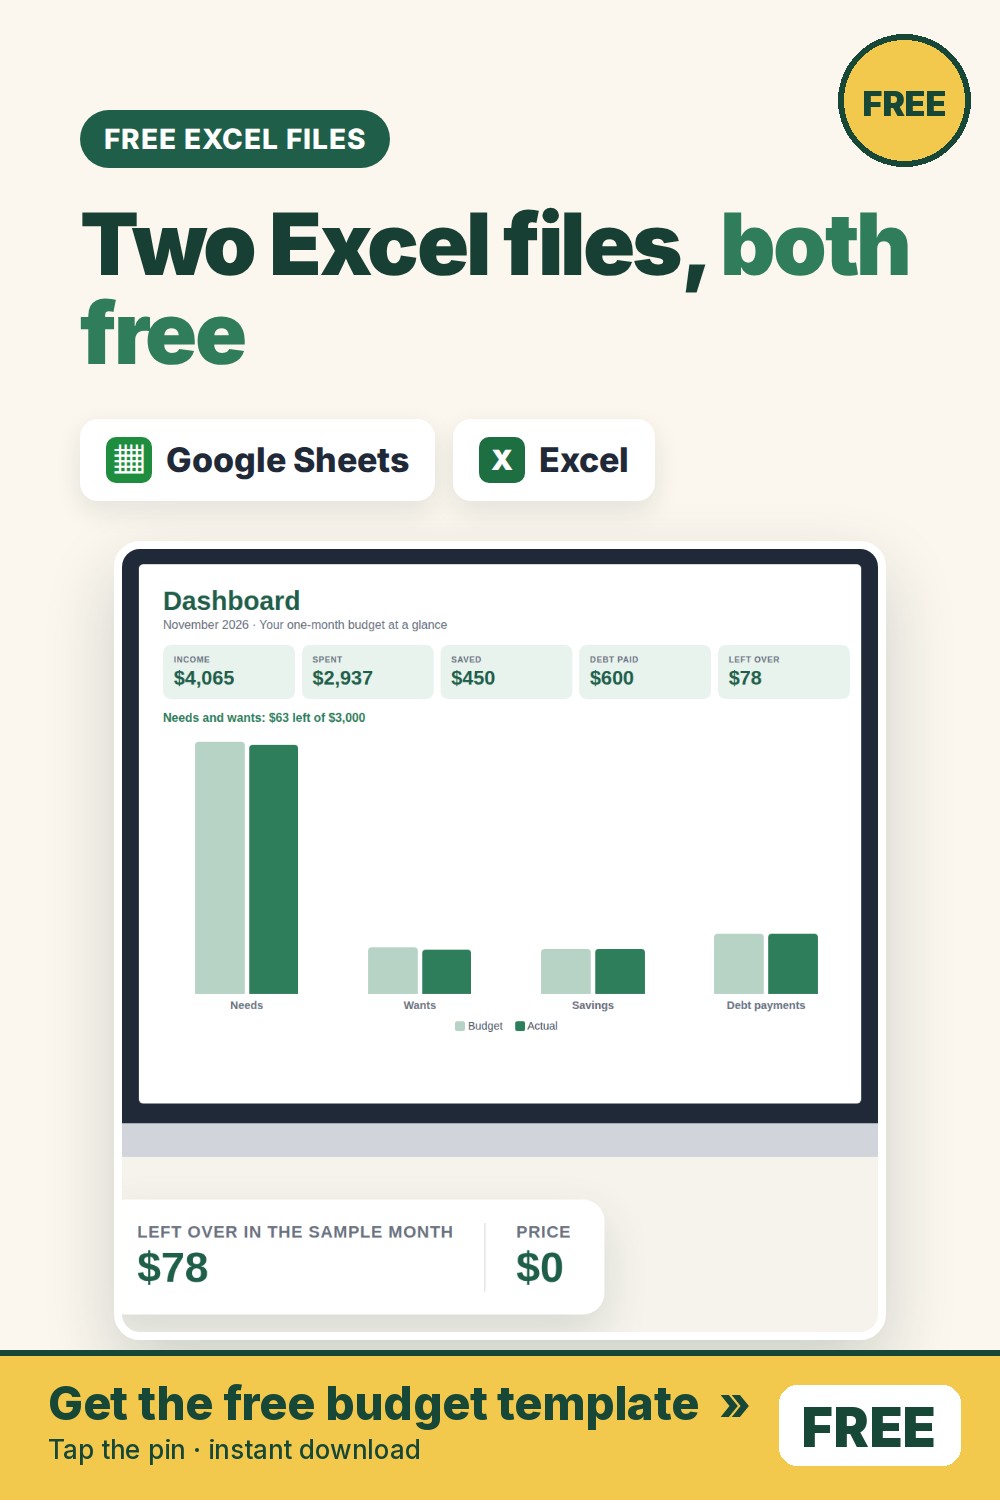 FREE
FREE EXCEL FILES
Two Excel files, both
free
Google Sheets
X Excel
Dashboard
November 2026 · Your one-month budget at a glance
INCOME SPENT SAVED DEBT PAID LEFT OVER
$4,065 $2,937 $450 $600 $78
Needs and wants: $63 left of $3,000
Needs Wants Savings Debt payments
Budget Actual
LEFT OVER IN THE SAMPLE MONTH PRICE
$78 $0
Get the free budget template »
Tap the pin · instant download
FREE